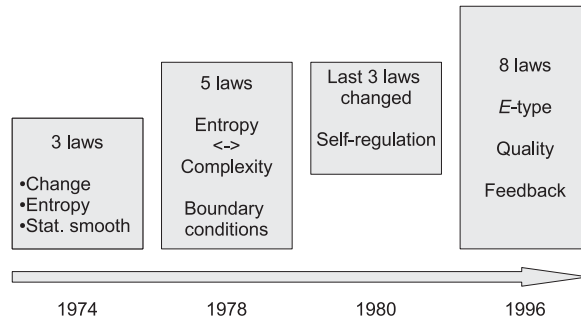 3 laws
•Change
•Entropy
•Stat. smooth
5 laws
Entropy
<->
Complexity
Boundary
conditions
Last 3 laws
changed
Self-regulation
8 laws
E-type
Quality
Feedback
1974
1978
1980
1996